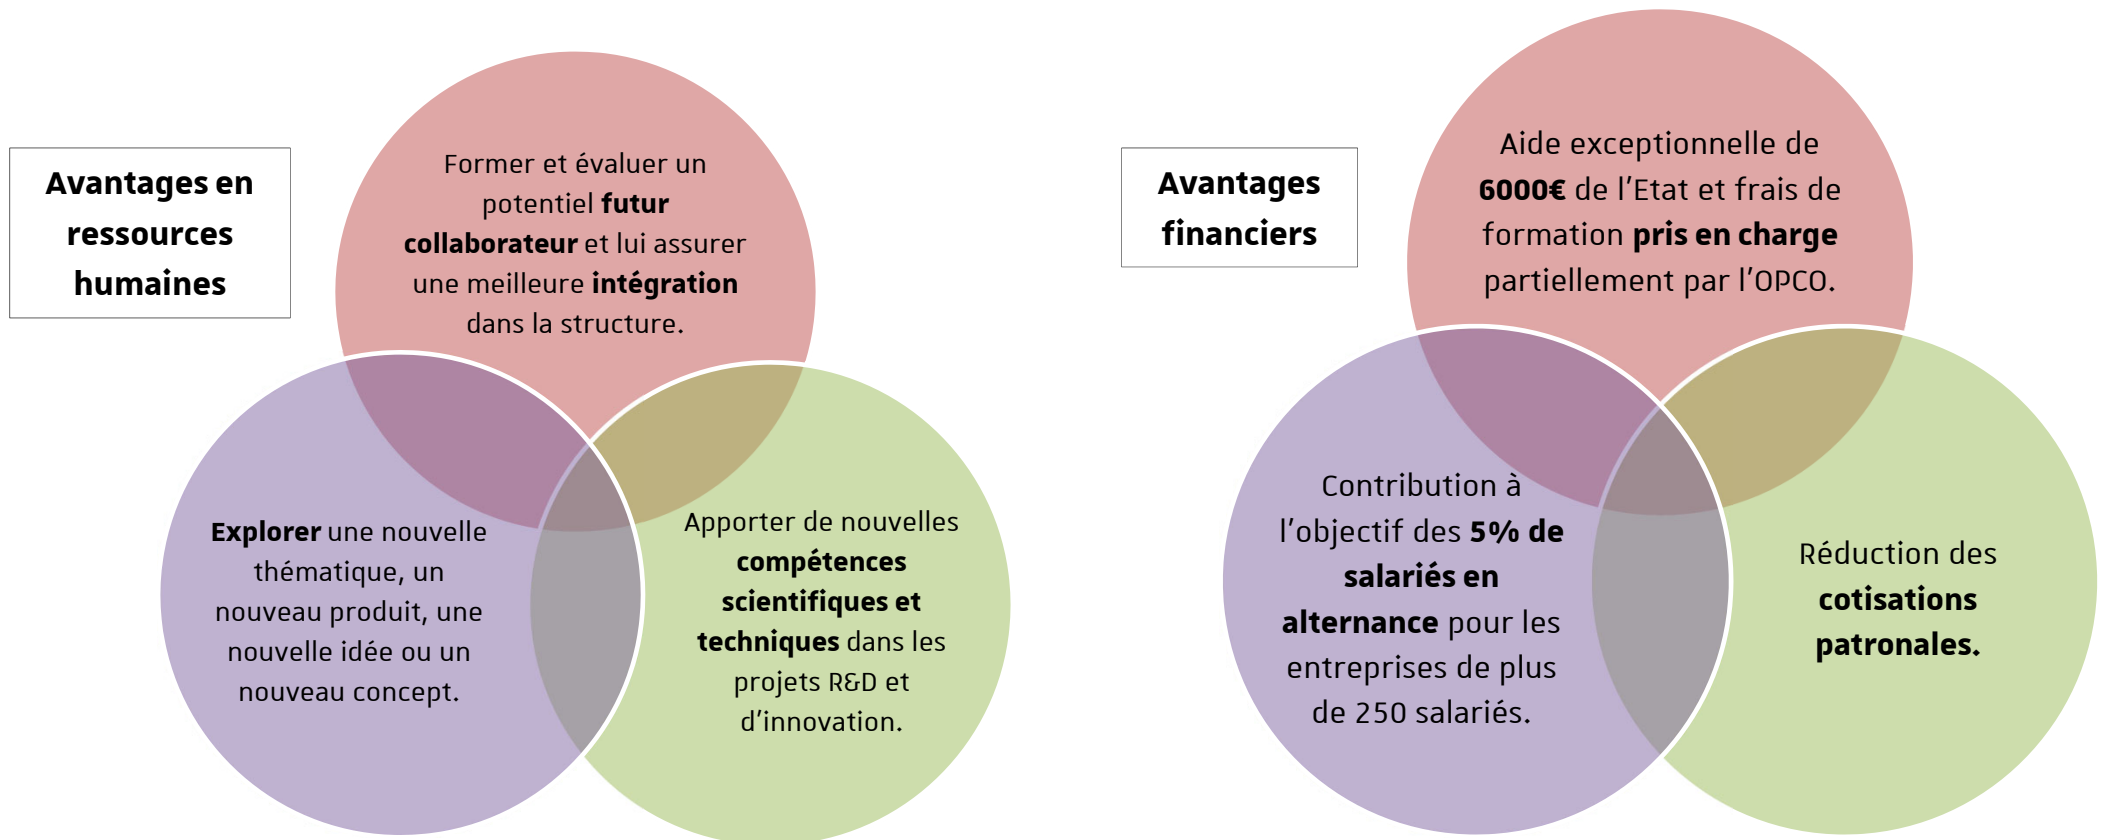 Avantages en
ressources
humaines
Former et évaluer un
potentiel futur
collaborateur et lui assurer
une meilleure intégration
dans la structure.
Explorer une nouvelle
thématique, un
nouveau produit, une
nouvelle idée ou un
nouveau concept.
Apporter de nouvelles
compétences
scientifiques et
techniques dans les
projets R&D et
d'innovation.
Avantages
financiers
Aide exceptionnelle de
6000€ de l'Etat et frais de
formation pris en charge
partiellement par l'OPCO.
Contribution à
l'objectif des 5% de
salariés en
alternance pour les
entreprises de plus
de 250 salariés.
Réduction des
cotisations
patronales.